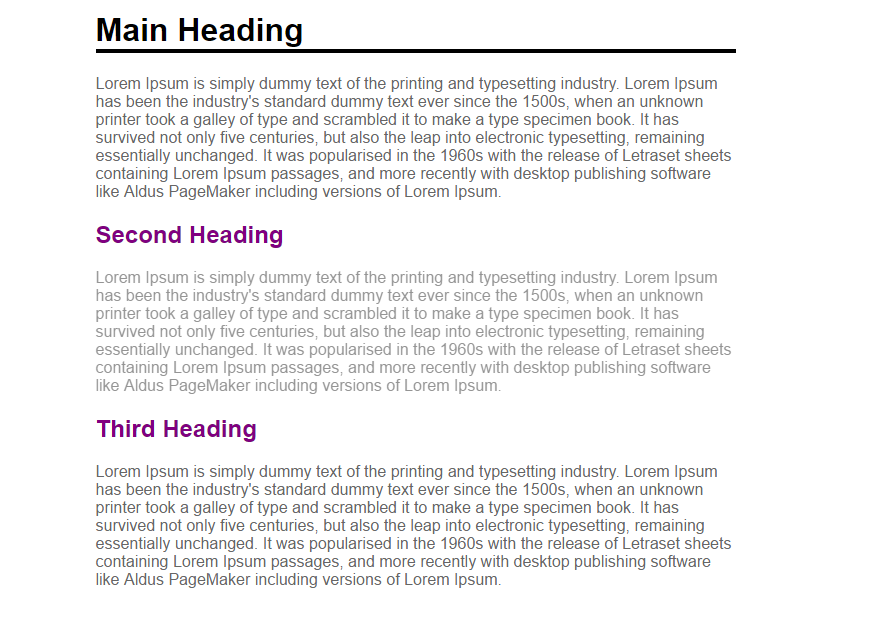 Main Heading
Lorem Ipsum is simply dummy text of the printing and typesetting industry. Lorem Ipsum
has been the industry's standard dummy text ever since the 1500s, when an unknown
printer took a galley of type and scrambled it to make a type specimen book. It has
survived not only five centuries, but also the leap into electronic typesetting, remaining
essentially unchanged. It was popularised in the 1960s with the release of Letraset sheets
containing Lorem Ipsum passages, and more recently with desktop publishing software
like Aldus PageMaker including versions of Lorem Ipsum.
Second Heading
Lorem Ipsum is simply dummy text of the printing and typesetting industry. Lorem Ipsum
has been the industry's standard dummy text ever since the 1500s, when an unknown
printer took a galley of type and scrambled it to make a type specimen book. It has
survived not only five centuries, but also the leap into electronic typesetting, remaining
essentially unchanged. It was popularised in the 1960s with the release of Letraset sheets
containing Lorem Ipsum passages, and more recently with desktop publishing software
like Aldus PageMaker including versions of Lorem Ipsum.
Third Heading
Lorem Ipsum is simply dummy text of the printing and typesetting industry. Lorem Ipsum
has been the industry's standard dummy text ever since the 1500s, when an unknown
printer took a galley of type and scrambled it to make a type specimen book. It has
survived not only five centuries, but also the leap into electronic typesetting, remaining
essentially unchanged. It was popularised in the 1960s with the release of Letraset sheets
containing Lorem Ipsum passages, and more recently with desktop publishing software
like Aldus PageMaker including versions of Lorem Ipsum.